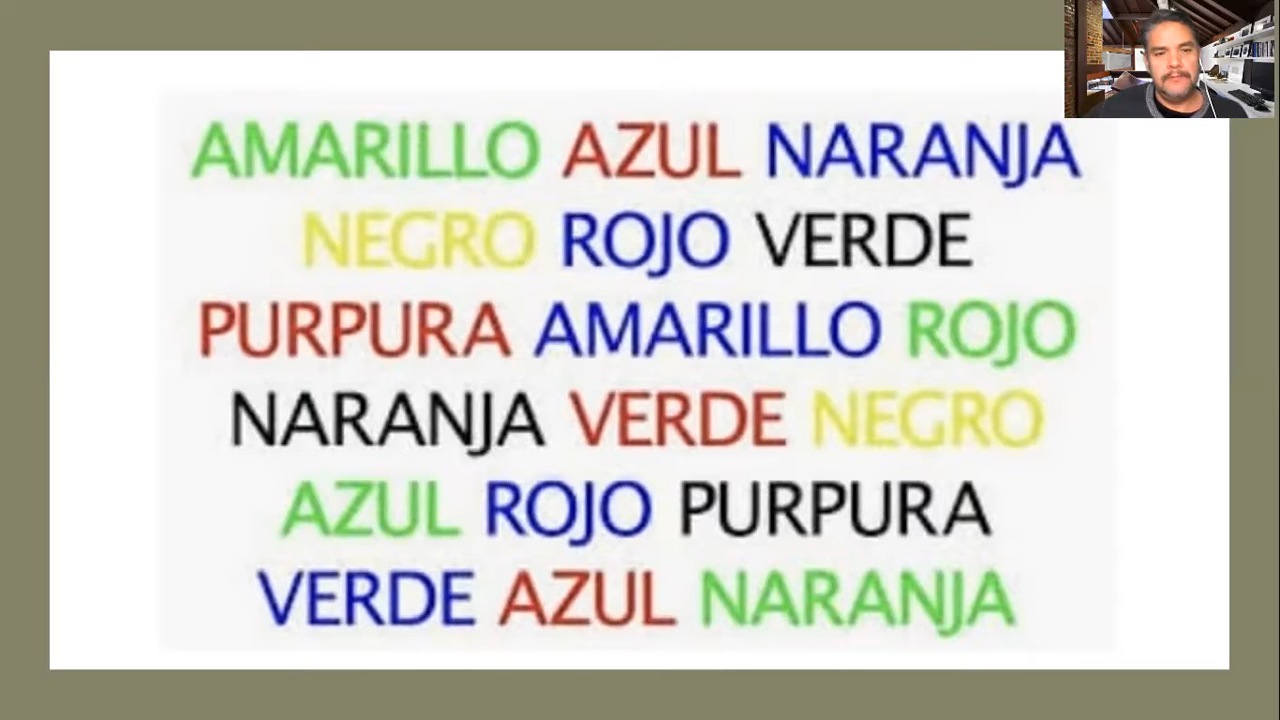 AMARILLO AZUL NARANJA
NEGRO ROJO VERDE
PURPURA AMARILLO ROJO
NARANJA VERDE NEGRO
AZUL ROJO PURPURA
VERDE AZUL NARANJA